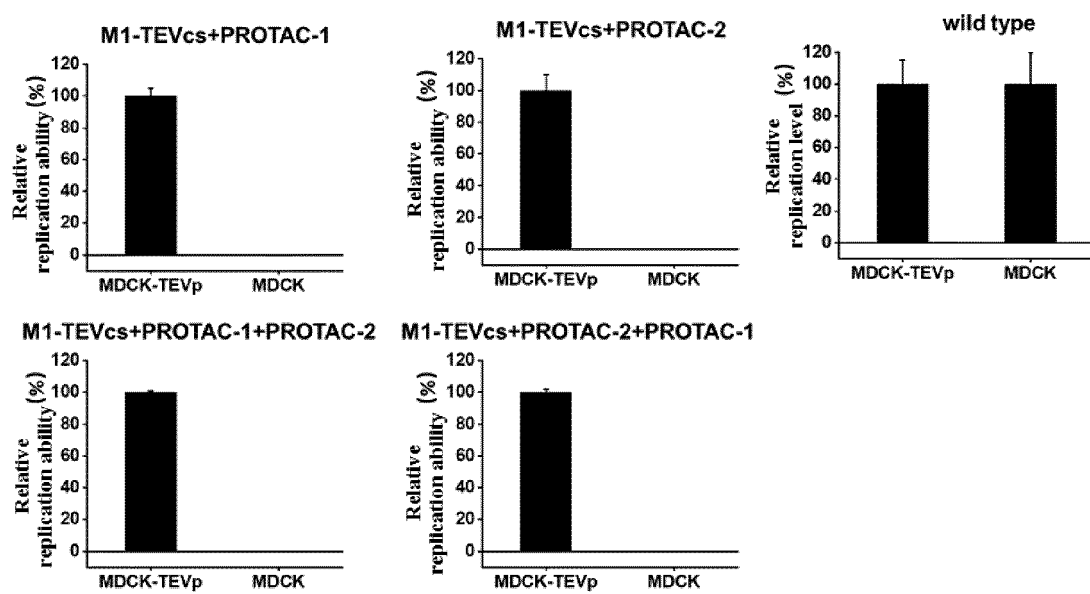 M1-TEVcs+PROTAC-1
Relative
replication ability (%)
120
100
80
60
40
20
0
MDCK-TEVp MDCK
M1-TEVcs+PROTAC-2
Relative
replication ability (%)
120
100
80
60
40
20
0
MDCK-TEVp MDCK
wild type
Relative
replication level (%)
120
100
80
60
40
20
0
MDCK-TEVp MDCK
M1-TEVcs+PROTAC-1+PROTAC-2
Relative
replication ability (%)
120
100
80
60
40
20
0
MDCK-TEVp MDCK
M1-TEVcs+PROTAC-2+PROTAC-1
Relative
replication ability (%)
120
100
80
60
40
20
0
MDCK-TEVp MDCK